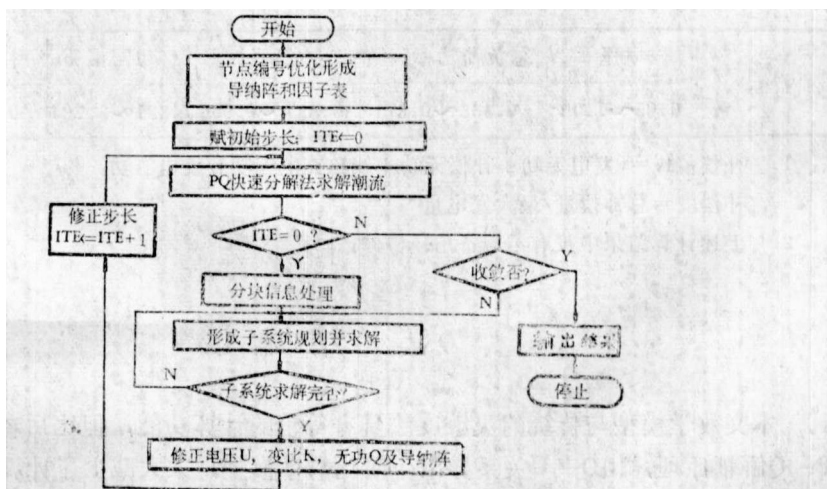 开始
节点编号优化形成
导纳阵和因子表
赋初始步长: ITE=0
PQ快速分解法求解潮流
修正步长
ITE=ITE+1
ITE=0?
N
Y
收敛否?
Y
N
分块信息处理
形成子系统规划并求解
输出结果
N
子系统求解完否?
停止
Y
修正电压U,变比K,无功Q及导纳阵